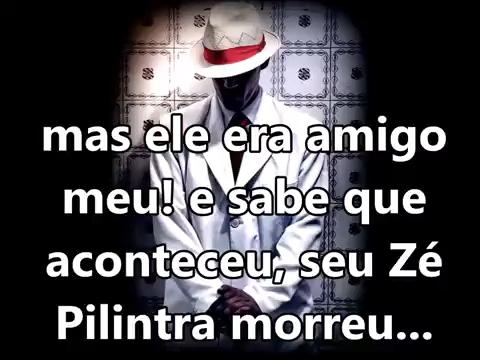 mas ele era amigo
meu! e sabe que
aconteceu, seu Zé
Pilintra morreu...